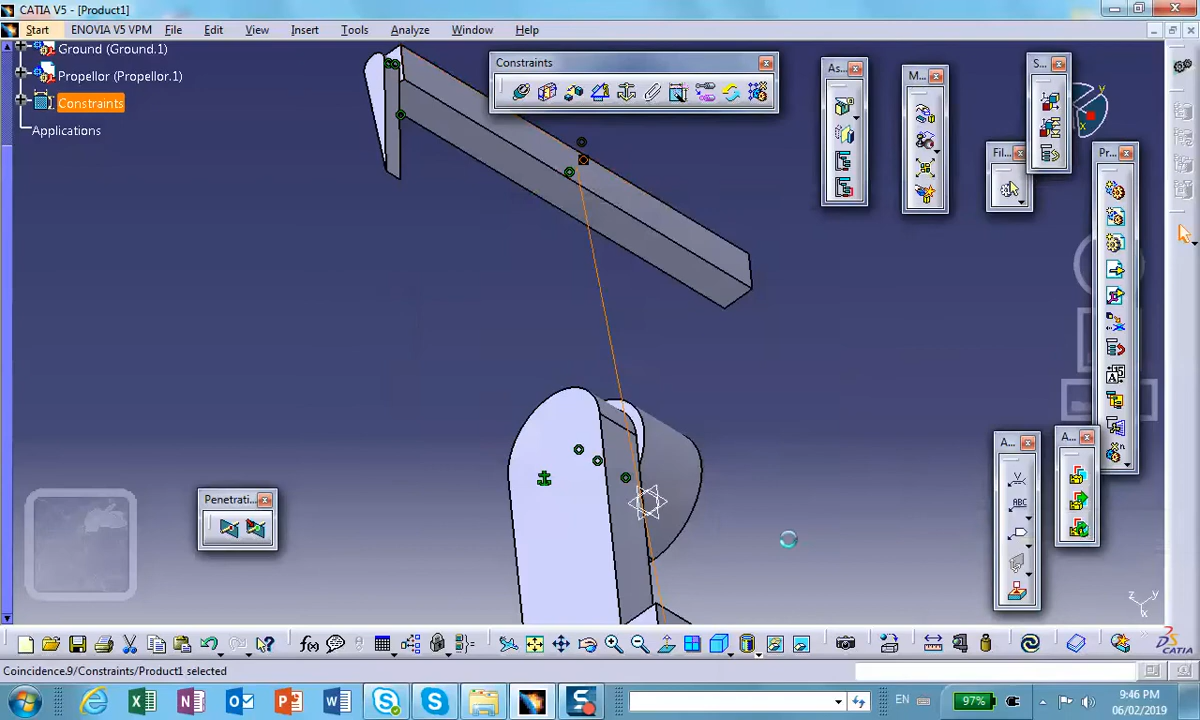 CATIA V5 - [Product1]
Start
ENOVIA V5 VPM
File
Edit
View
Insert
Tools
Analyze
Window
Help
Ground (Ground.1)
Propellor (Propellor.1)
Constraints
Applications
Constraints
As...
M...
Fil...
S...
Pr...
y
x
Penetrati...
A...
A...
ABC
z
y
x
f(x)
CATIA
Coincidence.9/Constraints/Product1 selected
EN
97%
9:46 PM
06/02/2019